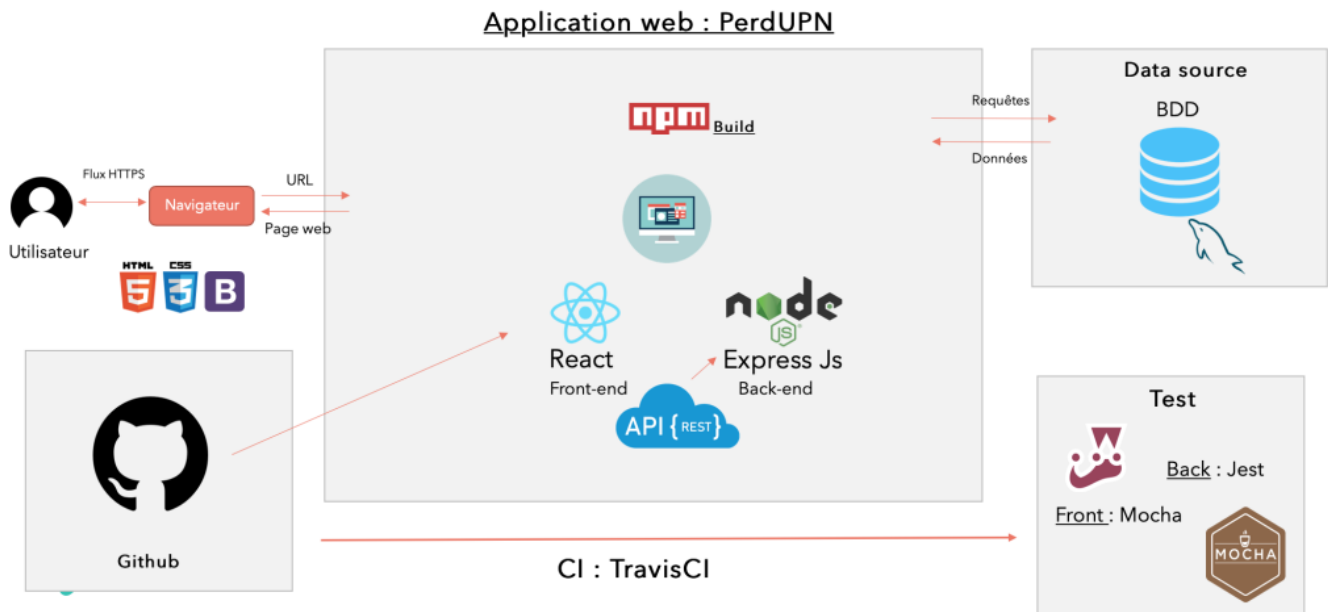 Application web : PerdUPN
npm
Build
Data source
BDD
Requêtes
Données
Flux HTTPS
Navigateur
URL
Page web
Utilisateur
HTML
5
CSS
3
B
React
Front-end
node
JS
Express Js
Back-end
API { REST }
Github
CI : TravisCI
Test
Back : Jest
Front : Mocha
MOCHA